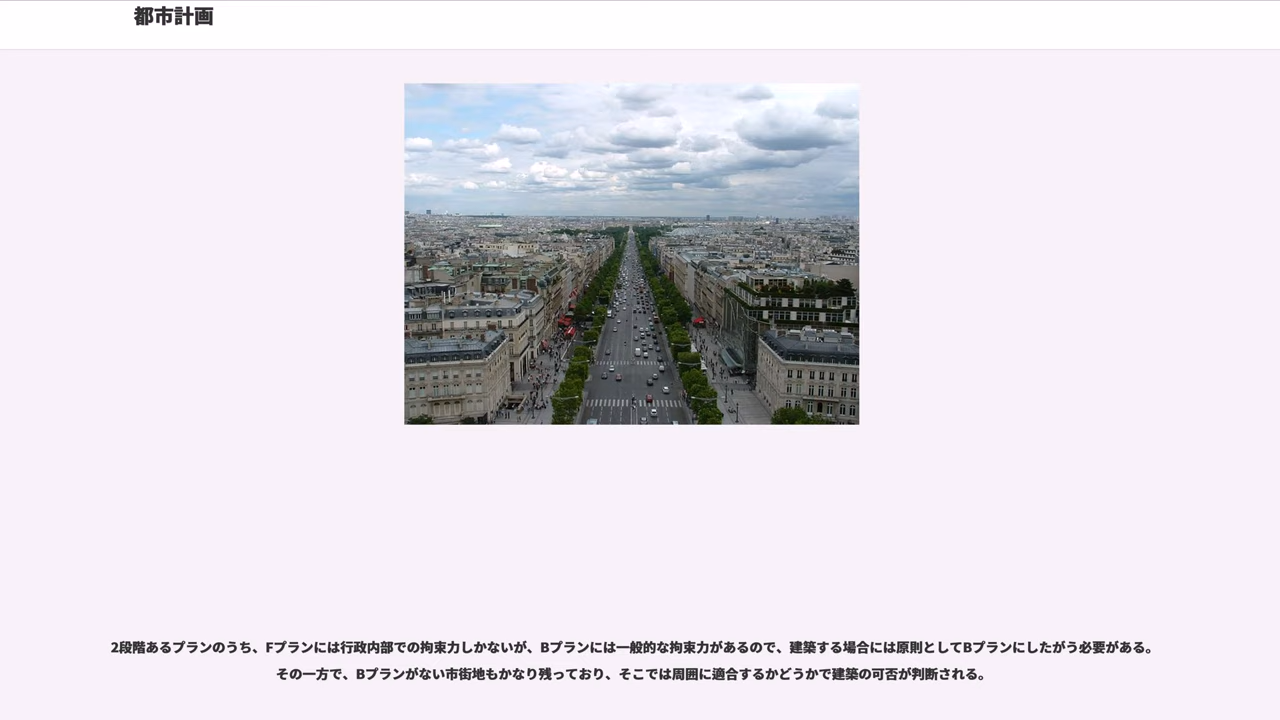 都市計画
2段階あるプランのうち、Fプランには行政内部での拘束力しかないが、Bプランには一般的な拘束力があるので、建築する場合には原則としてBプランにしたがう必要がある。
その一方で、Bプランがない市街地もかなり残っており、そこでは周囲に適合するかどうかで建築の可否が判断される。